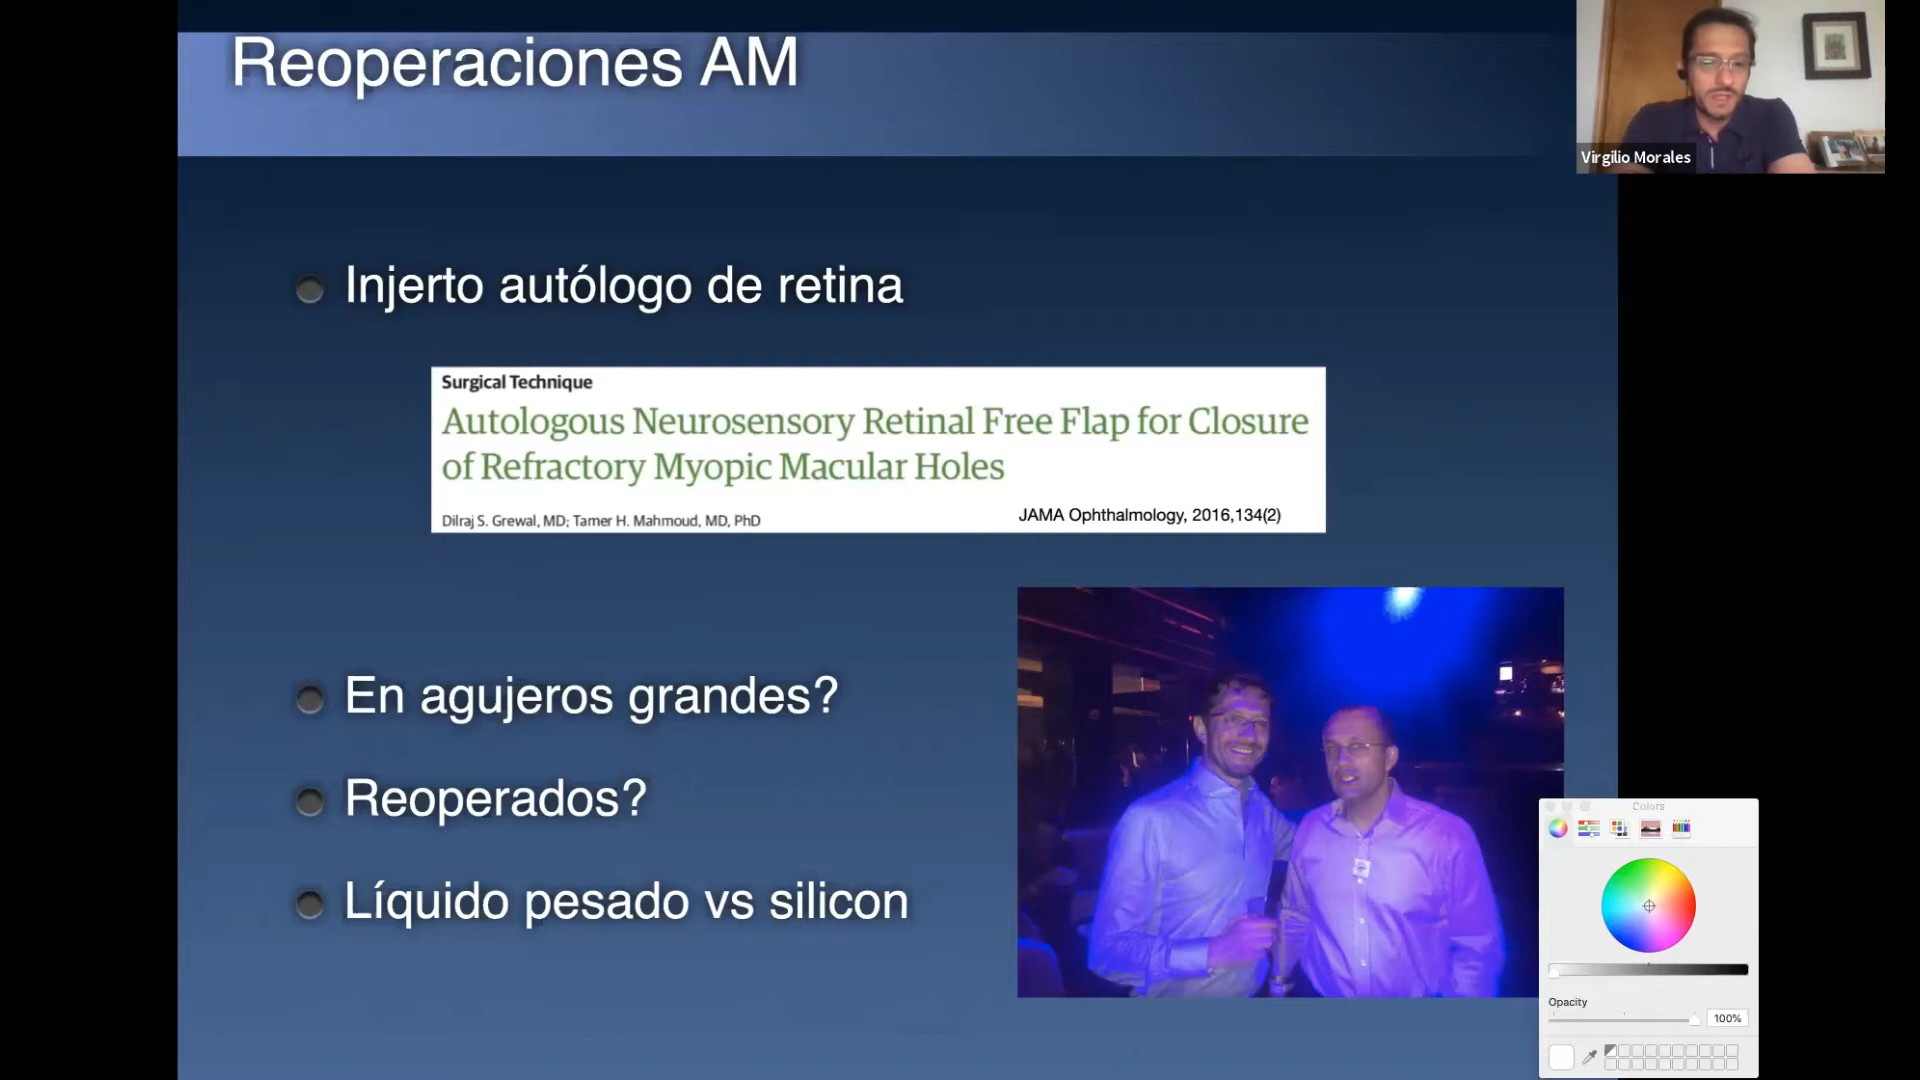 Reoperaciones AM
Virgilio Morales
Injerto autólogo de retina
Surgical Technique
Autologous Neurosensory Retinal Free Flap for Closure
of Refractory Myopic Macular Holes
Dilraj S. Grewal, MD; Tamer H. Mahmoud, MD, PhD
JAMA Ophthalmology, 2016,134(2)
En agujeros grandes?
Reoperados?
Líquido pesado vs silicon
Colors
Opacity
100%